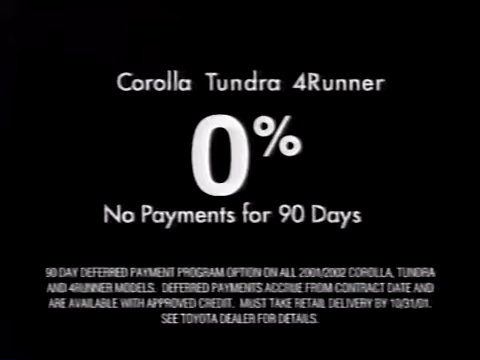 Corolla Tundra 4Runner
0%
No Payments for 90 Days
90 DAY DEFERRED PAYMENT PROGRAM OPTION ON ALL 2001/2002 COROLLA, TUNDRA
AND 4RUNNER MODELS. DEFERRED PAYMENTS ACCRUE FROM CONTRACT DATE AND
ARE AVAILABLE WITH APPROVED CREDIT. MUST TAKE RETAIL DELIVERY BY 10/31/01.
SEE TOYOTA DEALER FOR DETAILS.